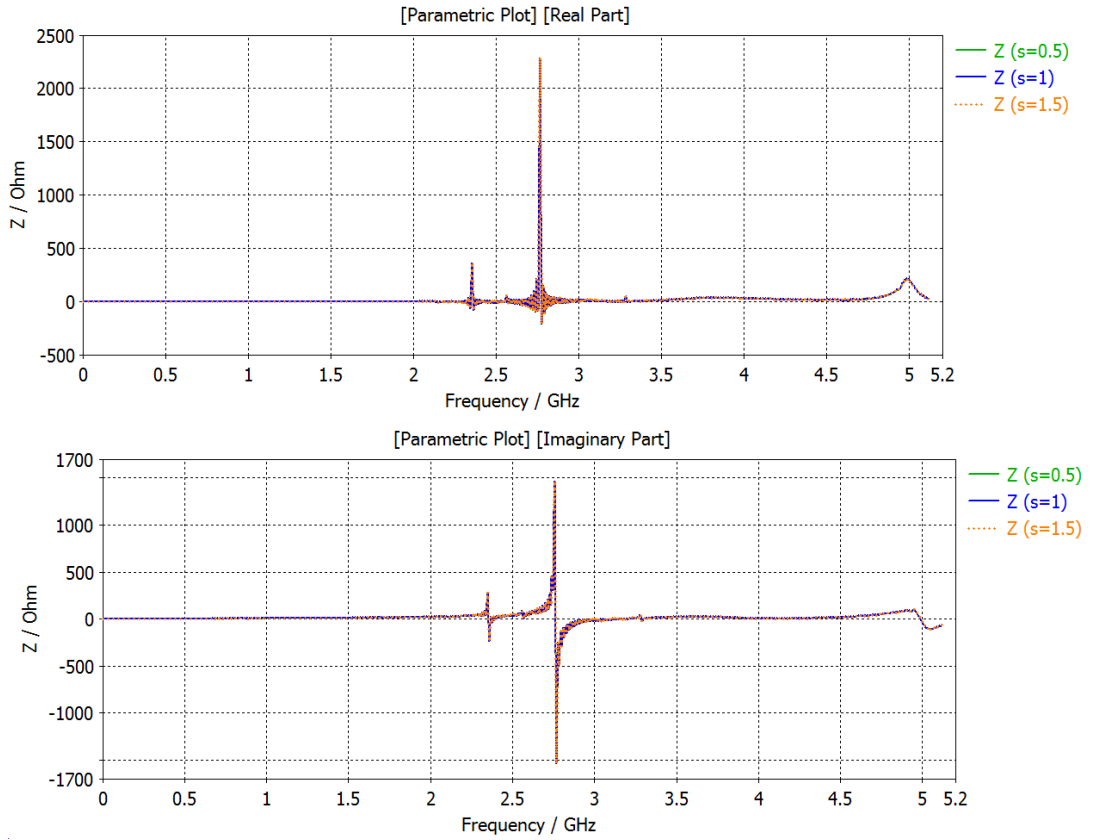 [Parametric Plot] [Real Part]
2500
2000
1500
1000
500
0
-500
Z / Ohm
0 0.5 1 1.5 2 2.5 3 3.5 4 4.5 5 5.2
Frequency / GHz
Z (s=0.5)
Z (s=1)
Z (s=1.5)
[Parametric Plot] [Imaginary Part]
1700
1000
500
0
-500
-1000
-1700
Z / Ohm
0 0.5 1 1.5 2 2.5 3 3.5 4 4.5 5 5.2
Frequency / GHz
Z (s=0.5)
Z (s=1)
Z (s=1.5)